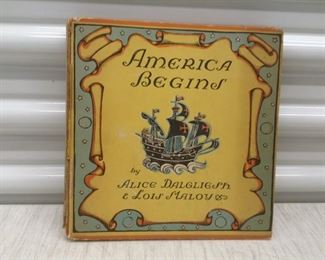 America
Begins
by
Alice Dalgliesh
& Lois Maloy